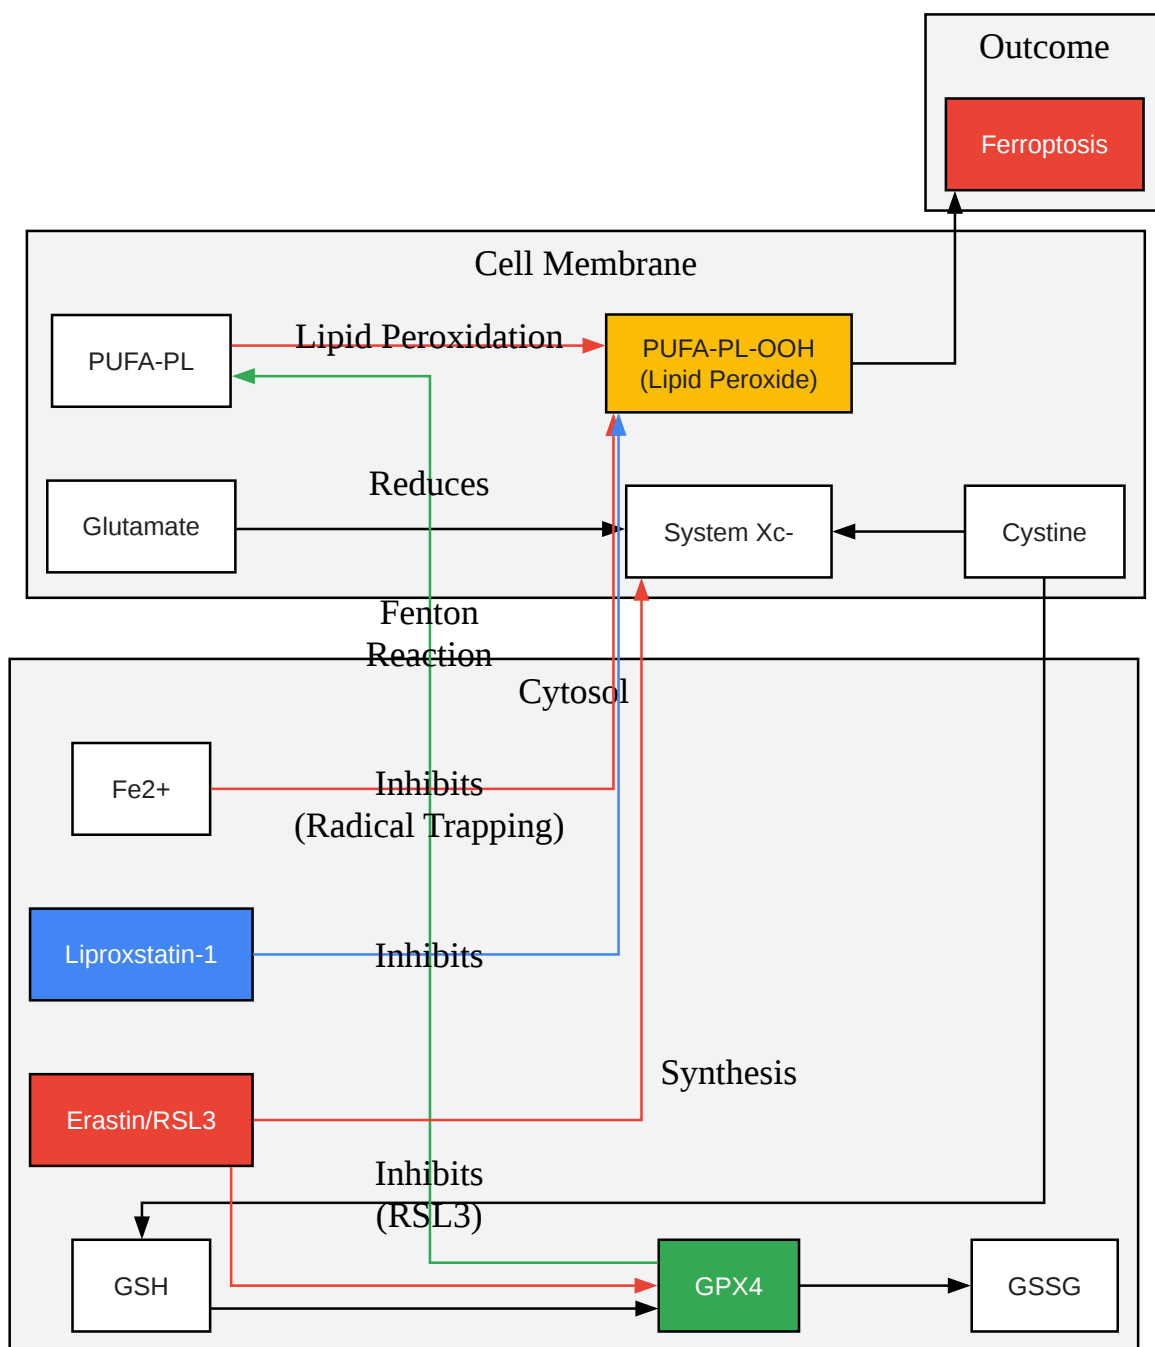 Outcome
Ferroptosis
Cell Membrane
PUFA-PL
Lipid Peroxidation
PUFA-PL-OOH
(Lipid Peroxide)
Glutamate
Reduces
System Xc-
Cystine
Fenton
Reaction
Cytosol
Fe2+
Inhibits
(Radical Trapping)
Liproxstatin-1
Inhibits
Synthesis
Erastin/RSL3
Inhibits
(RSL3)
GSH
GPX4
GSSG